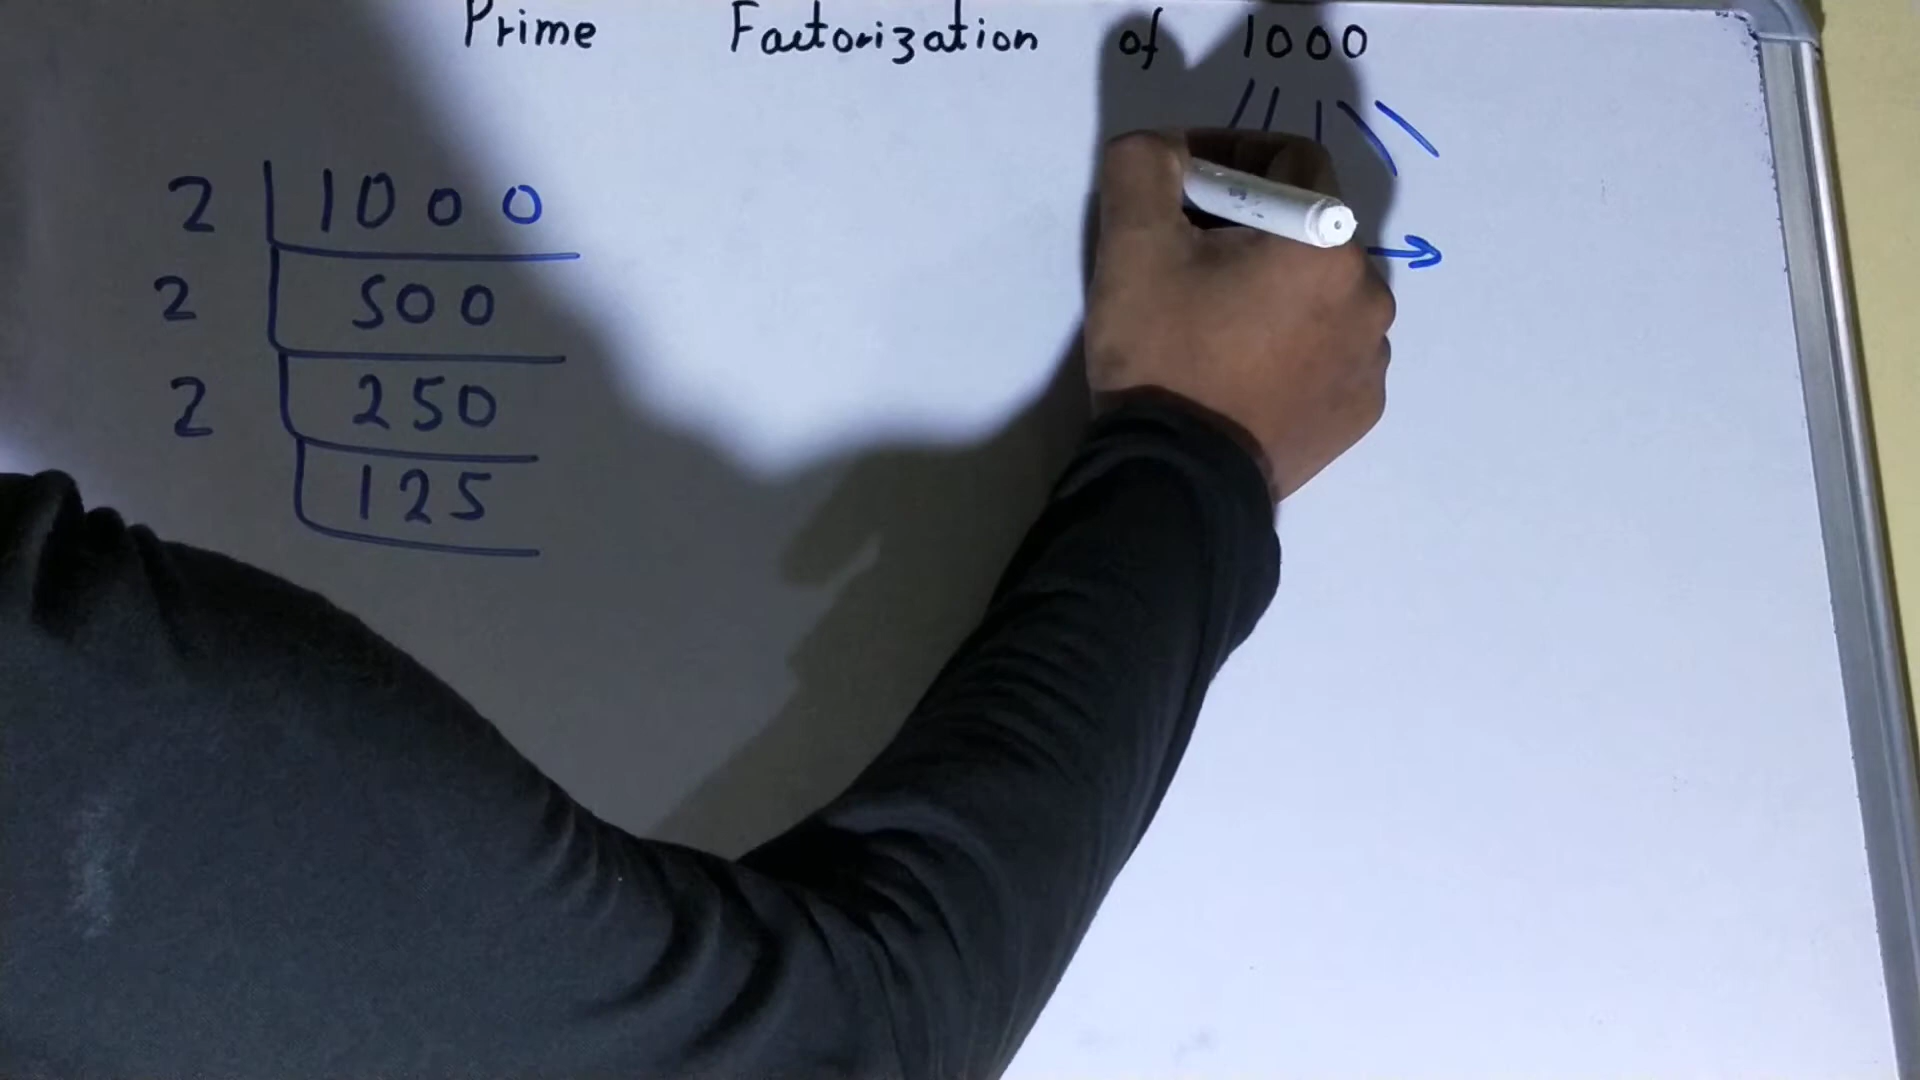 Prime Factorization of 1000
2 | 1000
2 | 500
2 | 250
125